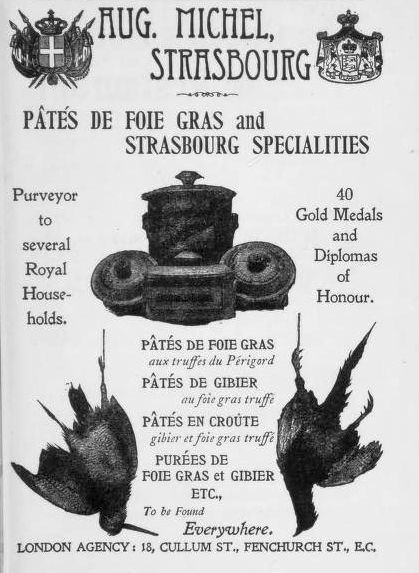 AUG. MICHEL,
STRASBOURG
PÂTÉS DE FOIE GRAS and
STRASBOURG SPECIALITIES
Purveyor
to
several
Royal
House-
holds.
40
Gold Medals
and
Diplomas
of
Honour.
PÂTÉS DE FOIE GRAS
aux truffes du Périgord
PÂTÉS DE GIBIER
au foie gras truffé
PÂTÉS EN CROÛTE
gibier et foie gras truffé
PURÉES DE
FOIE GRAS et GIBIER
ETC.,
To be Found
Everywhere.
LONDON AGENCY: 18, CULLUM ST., FENCHURCH ST., E.C.